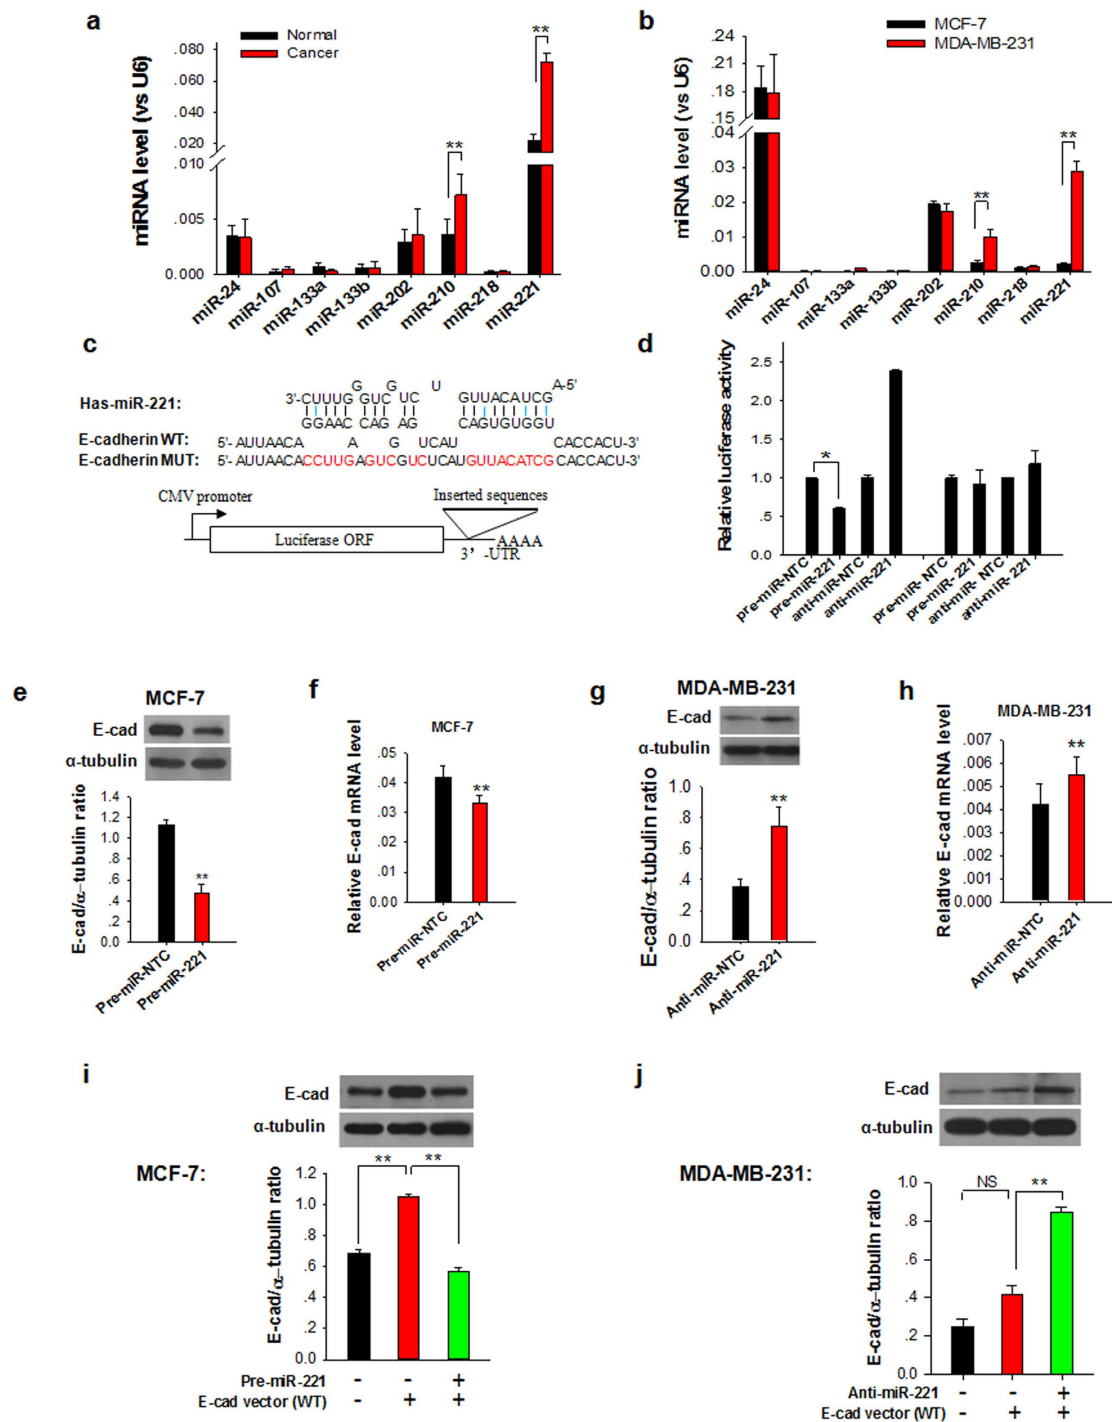 a
Normal
Cancer
**
**
miRNA level (vs U6)
.080
.060
.040
.020
0.010
0.005
0.000
miR-24
miR-107
miR-133a
miR-133b
miR-202
miR-210
miR-218
miR-221
b
MCF-7
MDA-MB-231
miRNA level (vs U6)
.24
.21
.18
.15
.04
.03
.02
.01
.00
**
**
miR-24
miR-107
miR-133a
miR-133b
miR-202
miR-210
miR-218
miR-221
c
G G U A-5'
Has-miR-221: 3'-CUUUG GUC UC GUUACAUCG
GGAAC CAG AG CAGUGUGGU
E-cadherin WT: 5'- AUUAACA A G UCAU CACCACU-3'
E-cadherin MUT: 5'- AUUAACACCUUGAGUCGUCUCAUGUUACATCGCACCACU-3'
CMV promoter
Inserted sequences
Luciferase ORF
AAAA
3' -UTR
d
Relative luciferase activity
2.5
2.0
1.5
1.0
.5
0.0
*
pre-miR-NTC
pre-miR-221
anti-miR-NTC
anti-miR-221
pre-miR- NTC
pre-miR- 221
anti-miR- NTC
anti-miR- 221
e
MCF-7
E-cad
α-tubulin
E-cad/α-tubulin ratio
1.4
1.2
1.0
.8
.6
.4
.2
0.0
**
Pre-miR-NTC
Pre-miR-221
f
MCF-7
Relative E-cad mRNA level
.05
.04
.03
.02
.01
0.00
**
Pre-miR-NTC
Pre-miR-221
g
MDA-MB-231
E-cad
α-tubulin
E-cad/α-tubulin ratio
1.0
.8
.6
.4
.2
0.0
**
Anti-miR-NTC
Anti-miR-221
h
MDA-MB-231
Relative E-cad mRNA level
.007
.006
.005
.004
.003
.002
.001
0.000
**
Anti-miR-NTC
Anti-miR-221
i
E-cad
α-tubulin
MCF-7:
E-cad/α-tubulin ratio
1.2
1.0
.8
.6
.4
.2
0.0
** **
Pre-miR-221 - - +
E-cad vector (WT) - + +
j
E-cad
α-tubulin
MDA-MB-231:
E-cad/α-tubulin ratio
1.0
.8
.6
.4
.2
0.0
NS **
Anti-miR-221 - - +
E-cad vector (WT) - + +